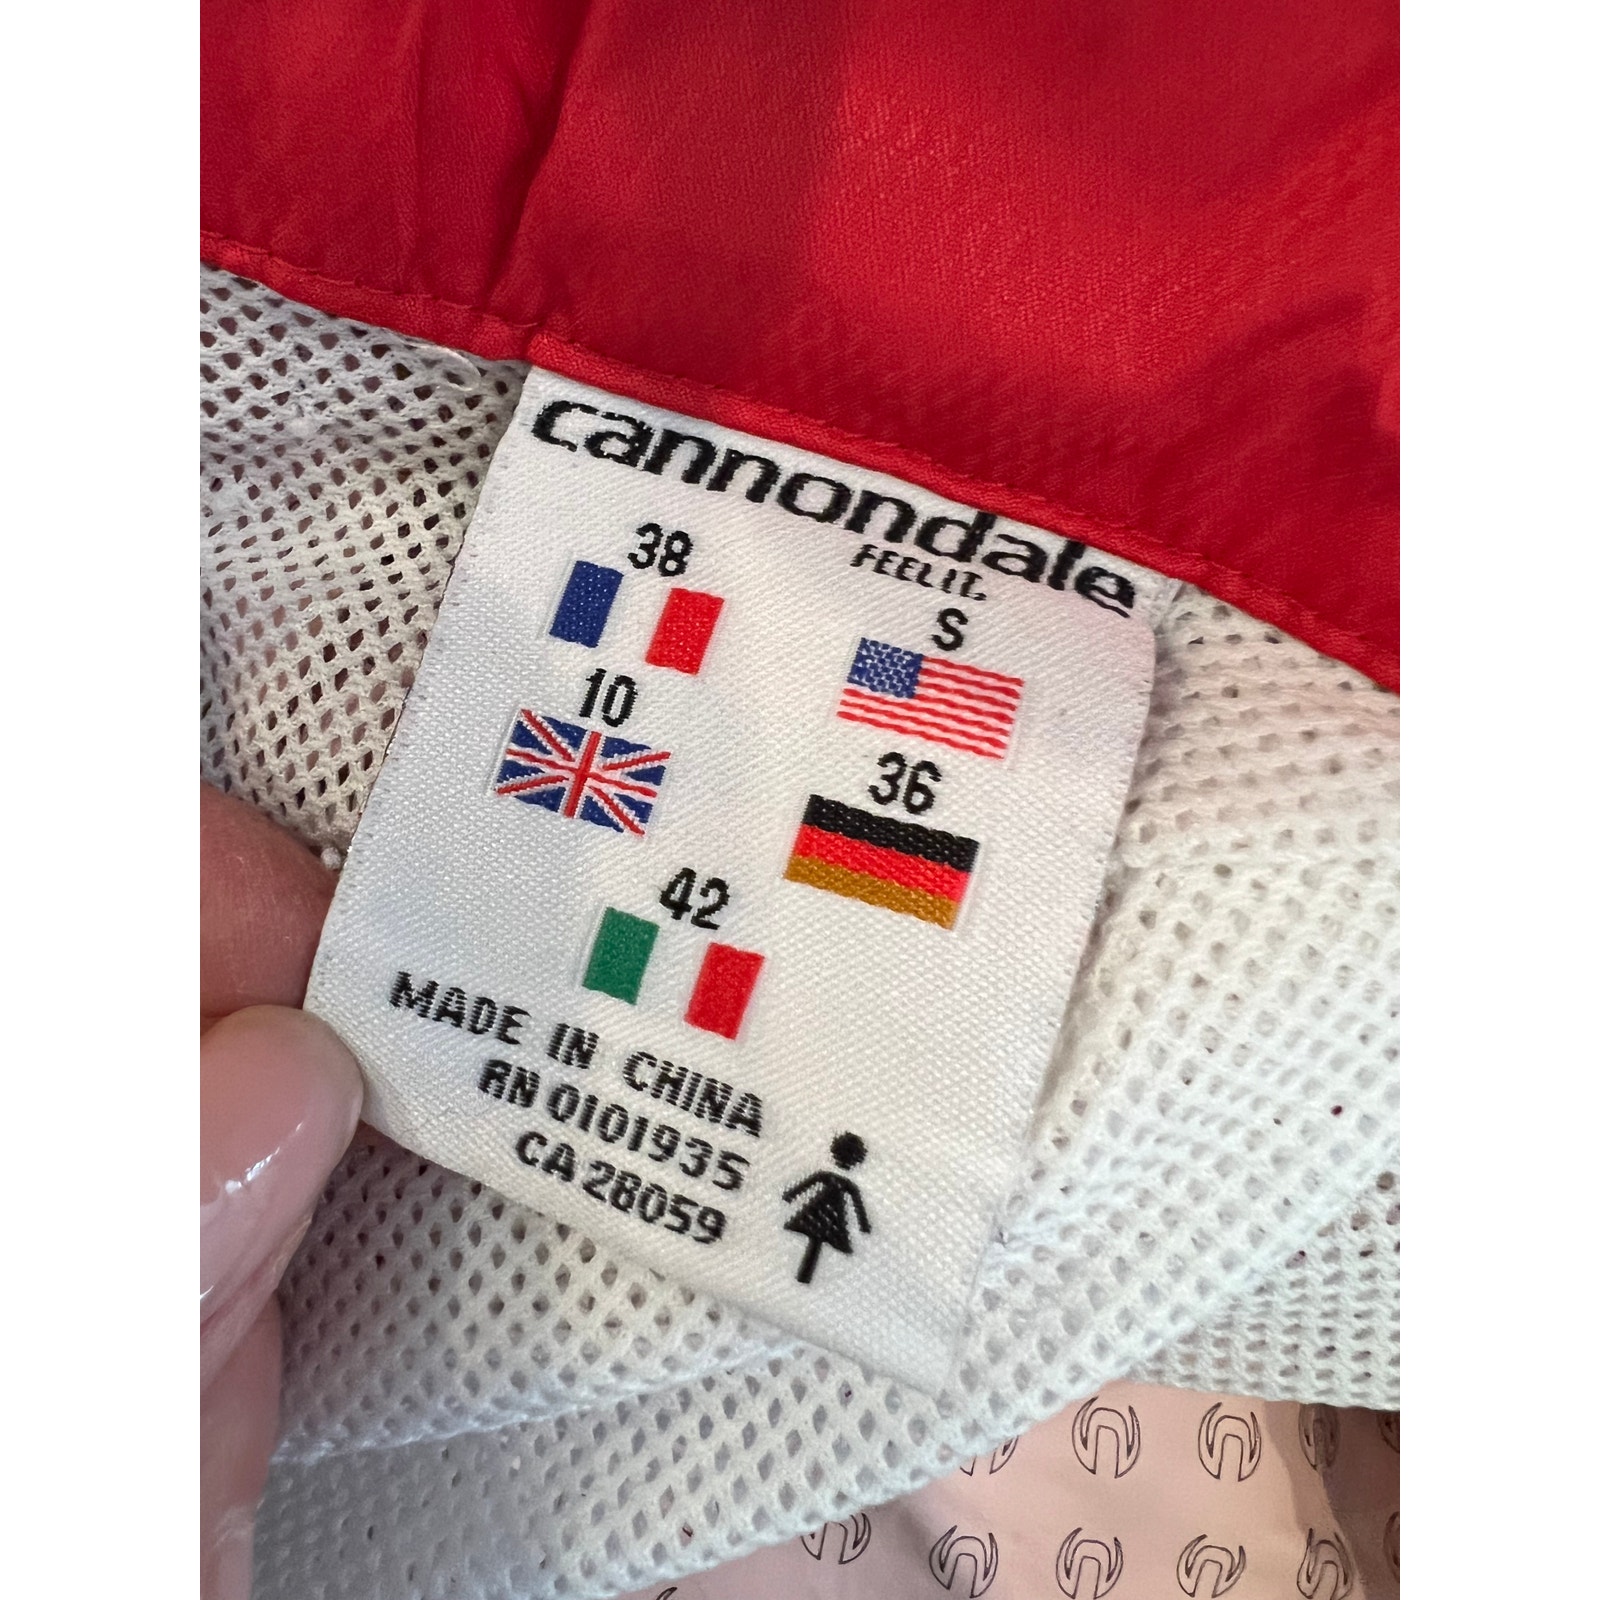 cannondale
FEEL IT.
38
S
10
36
42
MADE IN CHINA
RN 0101935
CA 28059